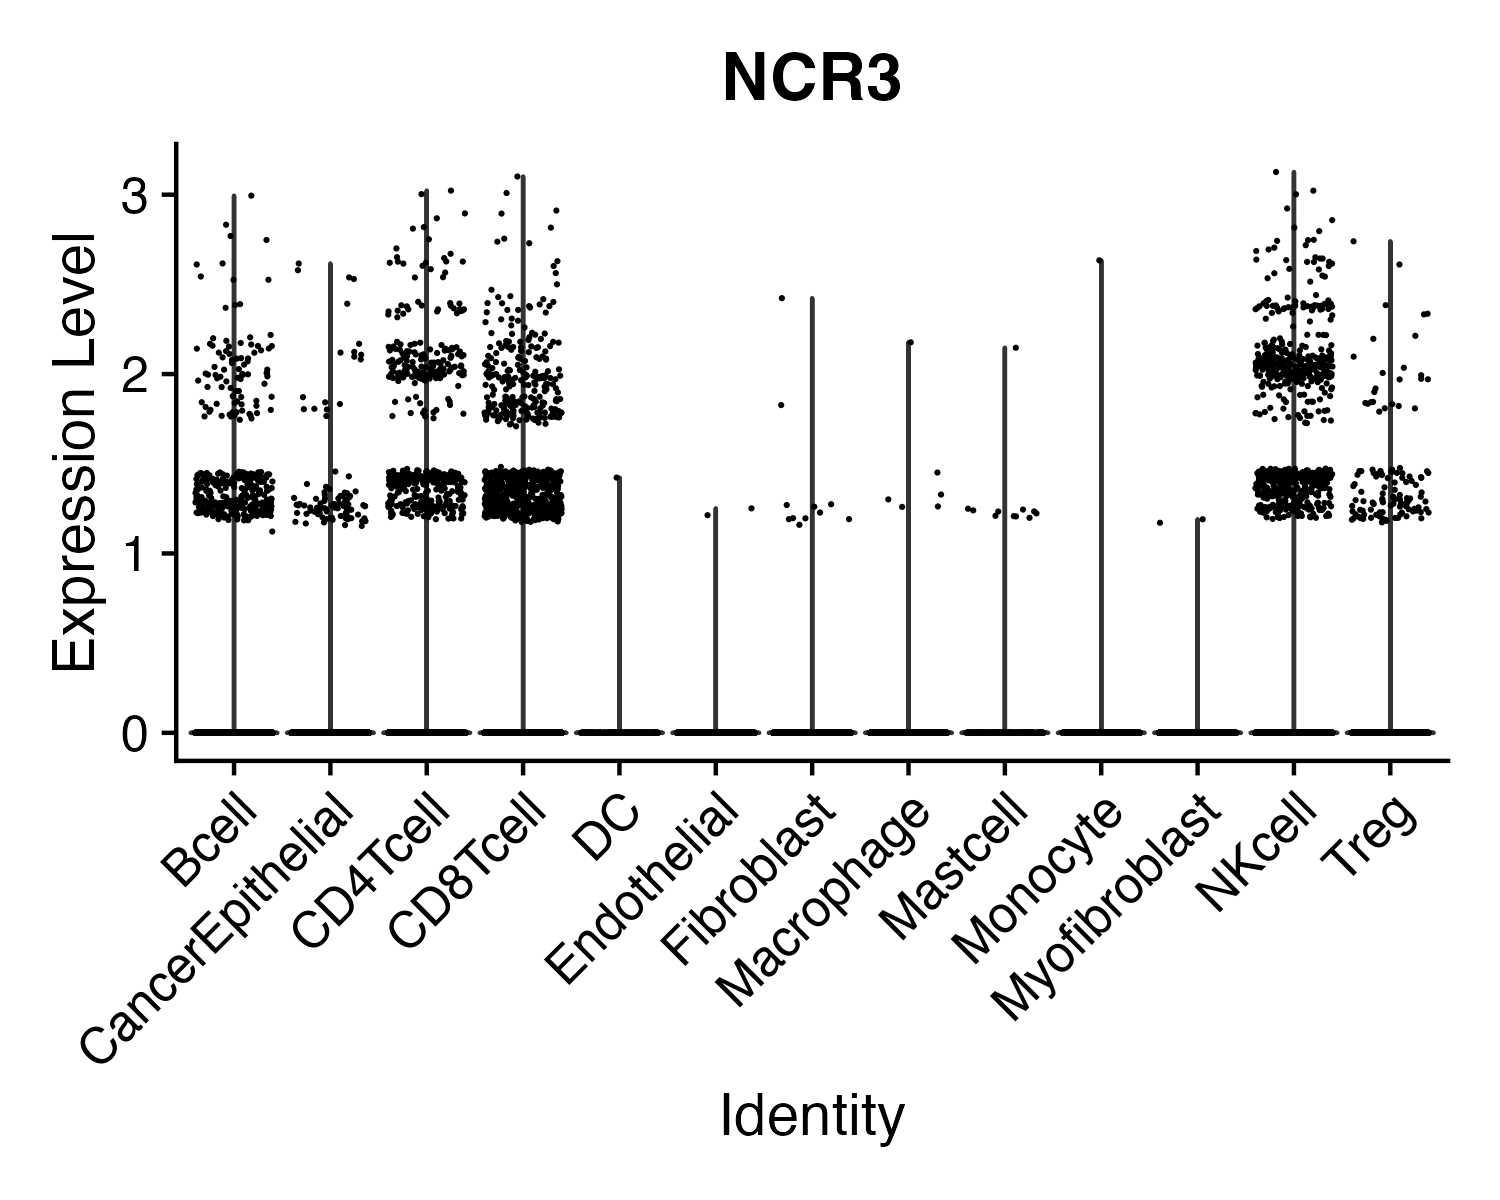 NCR3
Expression Level
3
2
1
0
Bcell
CancerEpithelial
CD4Tcell
CD8Tcell
DC
Endothelial
Fibroblast
Macrophage
Mastcell
Monocyte
Myofibroblast
NKcell
Treg
Identity